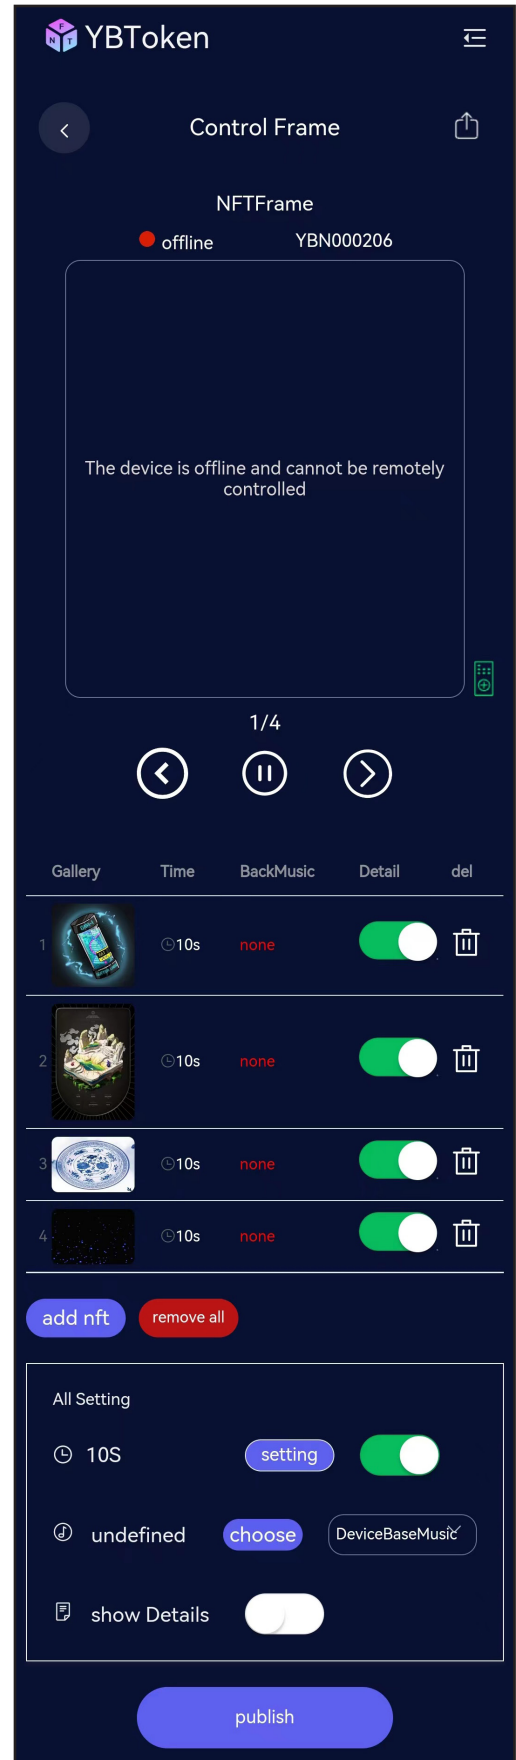 YBToken
Control Frame
NFTFrame
offline YBN000206
The device is offline and cannot be remotely
controlled
1/4
Gallery Time BackMusic Detail del
1 10s none
2 10s none
3 10s none
4 10s none
add nft remove all
All Setting
10S setting
undefined choose DeviceBaseMusic
show Details
publish